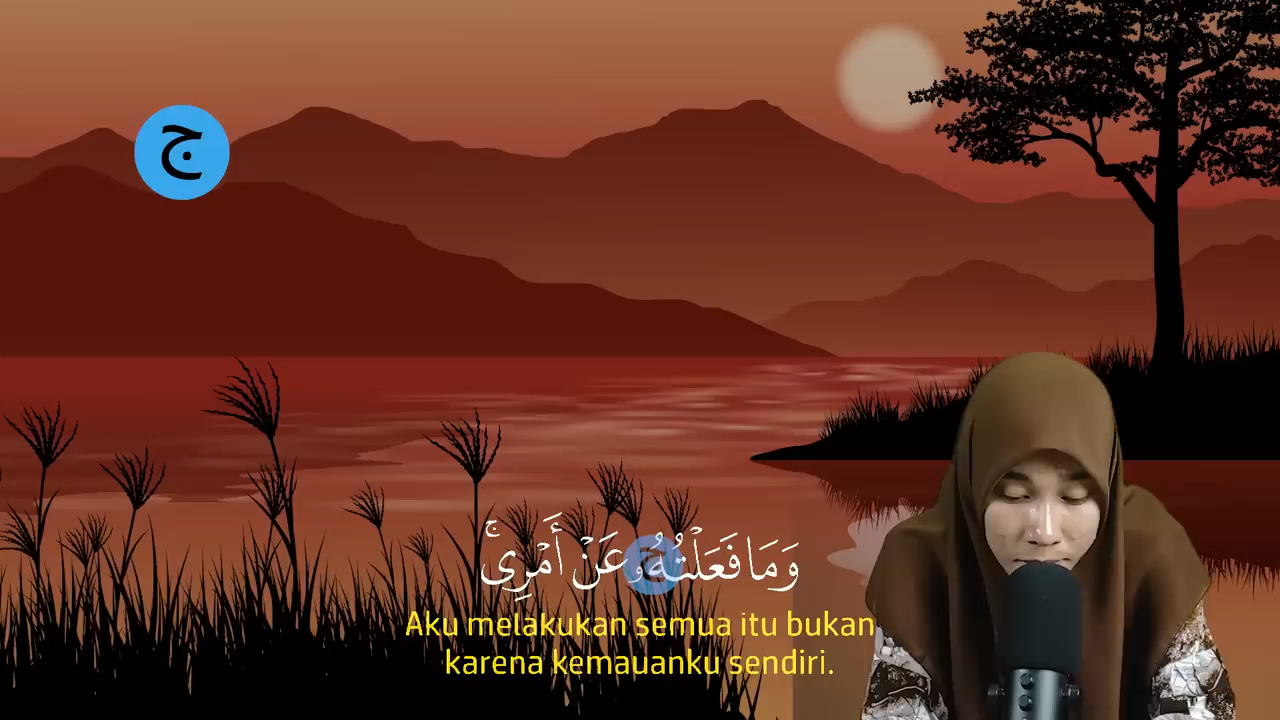 ج
وَمَا فَعَلْتُهُۥ عَنْ أَمْرِىۚ
Aku melakukan semua itu bukan
karena kemauanku sendiri.